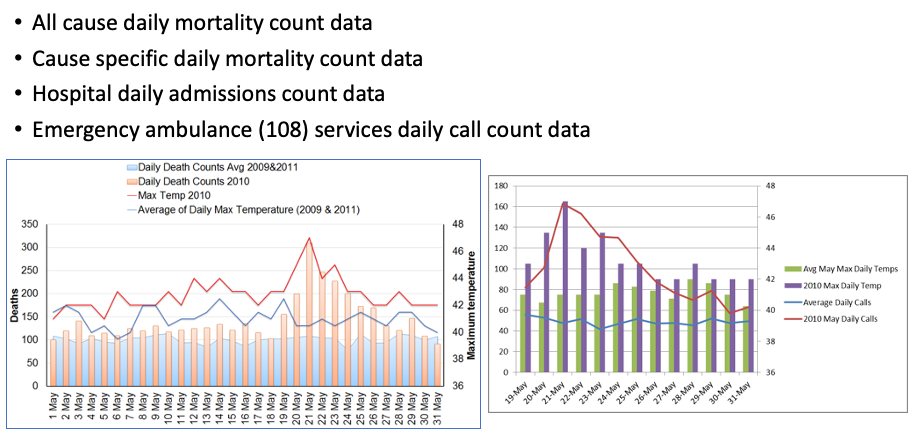 • All cause daily mortality count data
• Cause specific daily mortality count data
• Hospital daily admissions count data
• Emergency ambulance (108) services daily call count data
Daily Death Counts Avg 2009&2011
Daily Death Counts 2010
Max Temp 2010
Average of Daily Max Temperature (2009 & 2011)
Deaths
350
300
250
200
150
100
50
0
48
46
44
42
40
38
36
Maximum temperature
1 May
2 May
3 May
4 May
5 May
6 May
7 May
8 May
9 May
10 May
11 May
12 May
13 May
14 May
15 May
16 May
17 May
18 May
19 May
20 May
21 May
22 May
23 May
24 May
25 May
26 May
27 May
28 May
29 May
30 May
31 May
180
160
140
120
100
80
60
40
20
0
48
46
44
42
40
38
36
19-May
20-May
21-May
22-May
23-May
24-May
25-May
26-May
27-May
28-May
29-May
30-May
31-May
Avg May Max Daily Temps
2010 Max Daily Temp
Average Daily Calls
2010 May Daily Calls